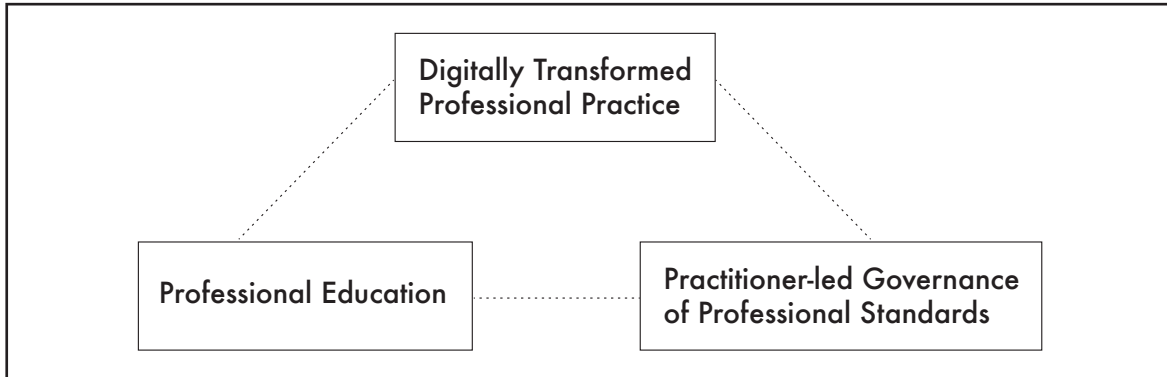 Digitally Transformed
Professional Practice
Professional Education
Practitioner-led Governance
of Professional Standards